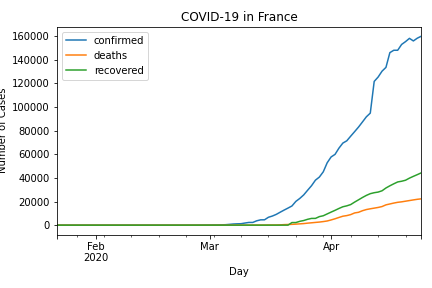 COVID-19 in France
160000
140000
120000
100000
80000
60000
40000
20000
0
Number of Cases
confirmed
deaths
recovered
Feb
2020
Mar
Apr
Day